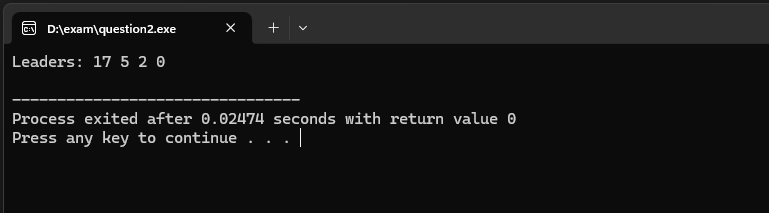 D:\exam\question2.exe
Leaders: 17 5 2 0
--------------------------------
Process exited after 0.02474 seconds with return value 0
Press any key to continue . . .